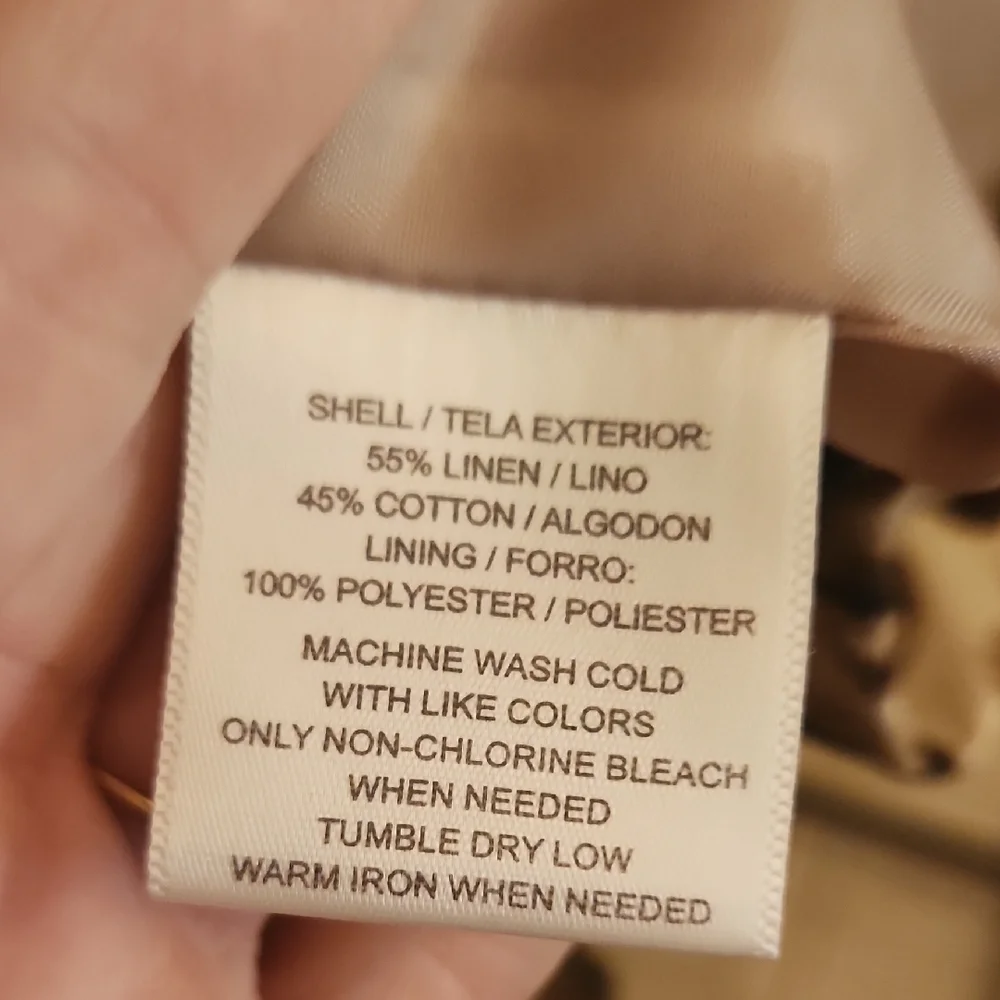 SHELL / TELA EXTERIOR:
55% LINEN / LINO
45% COTTON / ALGODON
LINING / FORRO:
100% POLYESTER / POLIESTER
MACHINE WASH COLD
WITH LIKE COLORS
ONLY NON-CHLORINE BLEACH
WHEN NEEDED
TUMBLE DRY LOW
WARM IRON WHEN NEEDED